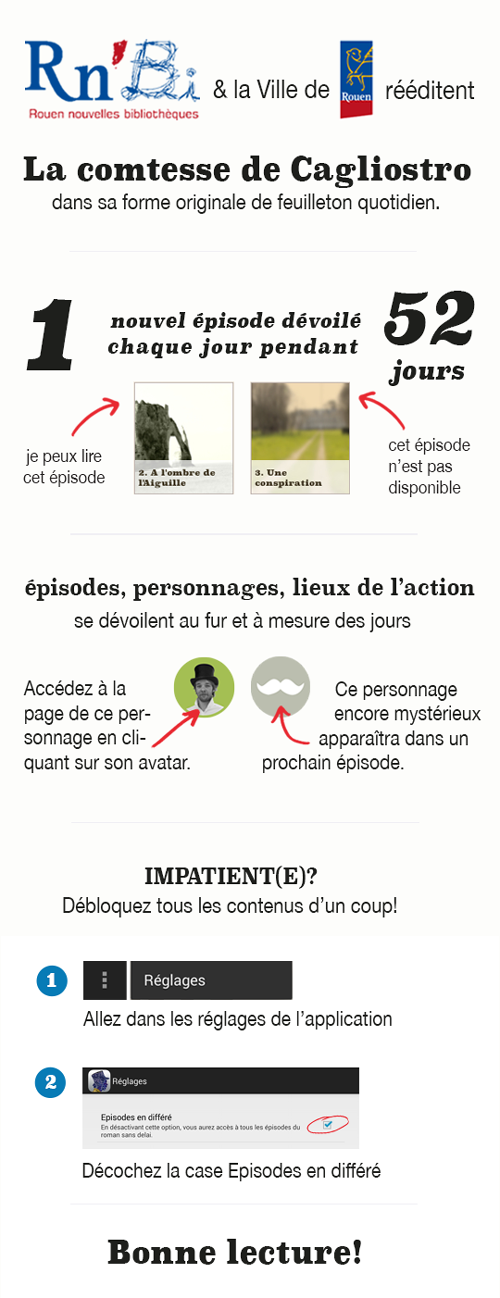 Rn'Bi
Rouen nouvelles bibliothèques
& la Ville de
Rouen
rééditent
La comtesse de Cagliostro
dans sa forme originale de feuilleton quotidien.
1
nouvel épisode dévoilé
chaque jour pendant
52
jours
je peux lire
cet épisode
2. A l'ombre de
l'Aiguille
3. Une
conspiration
cet épisode
n'est pas
disponible
épisodes, personnages, lieux de l'action
se dévoilent au fur et à mesure des jours
Accédez à la
page de ce per-
sonnage en cli-
quant sur son avatar.
Ce personnage
encore mystérieux
apparaîtra dans un
prochain épisode.
IMPATIENT(E)?
Débloquez tous les contenus d'un coup!
1
Réglages
Allez dans les réglages de l'application
2
Réglages
Episodes en différé
En désactivant cette option, vous aurez accès à tous les épisodes du
roman sans delai.
Décochez la case Episodes en différé
Bonne lecture!